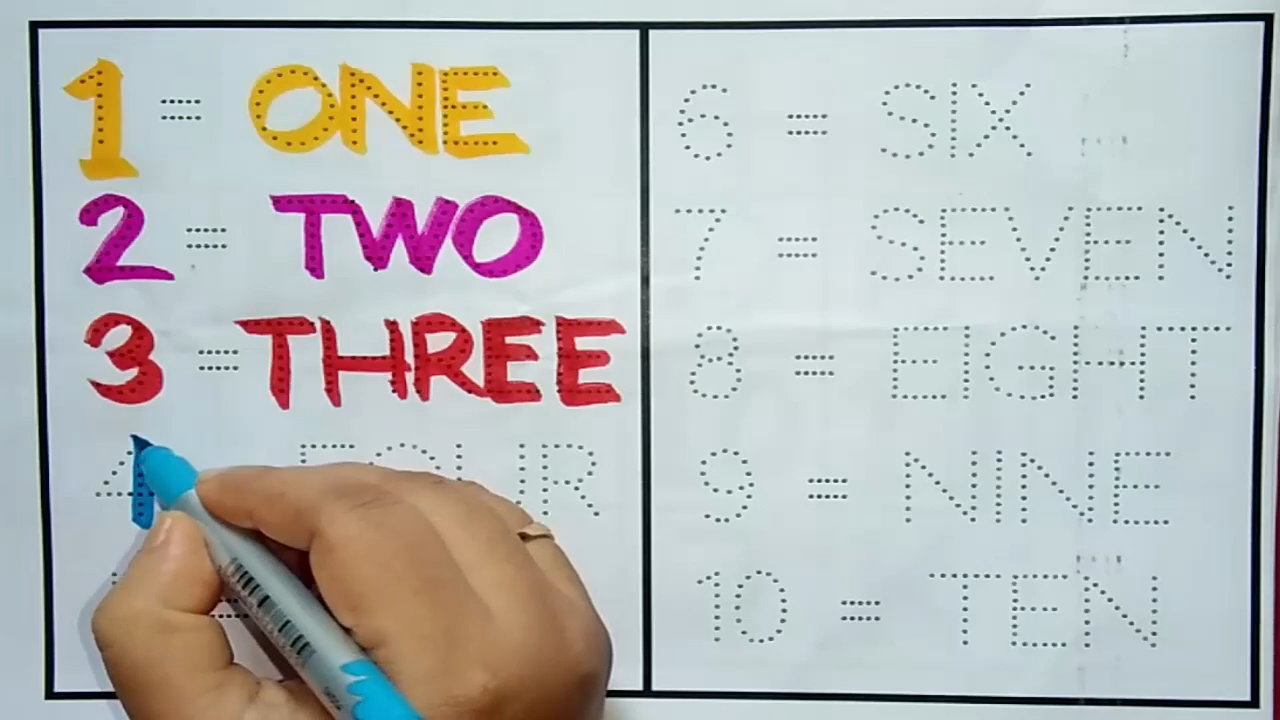 1 = ONE
2 = TWO
3 = THREE
4 FOUR
6 = SIX
7 = SEVEN
8 = EIGHT
9 = NINE
10 = TEN